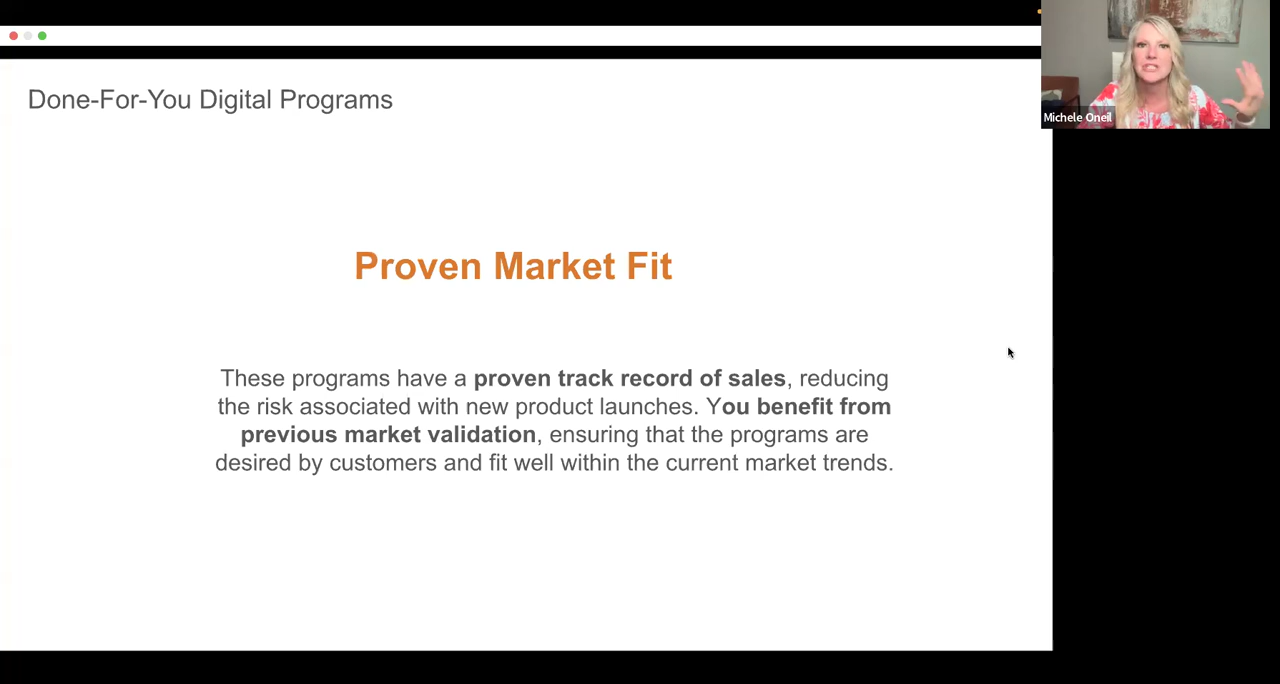 Done-For-You Digital Programs
Michele Oneil
Proven Market Fit
These programs have a proven track record of sales, reducing
the risk associated with new product launches. You benefit from
previous market validation, ensuring that the programs are
desired by customers and fit well within the current market trends.